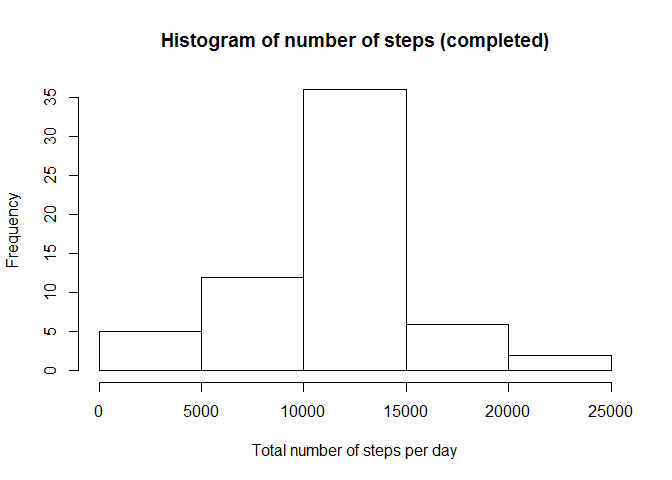 Histogram of number of steps (completed)
Frequency
35
30
25
20
15
10
5
0
0 5000 10000 15000 20000 25000
Total number of steps per day